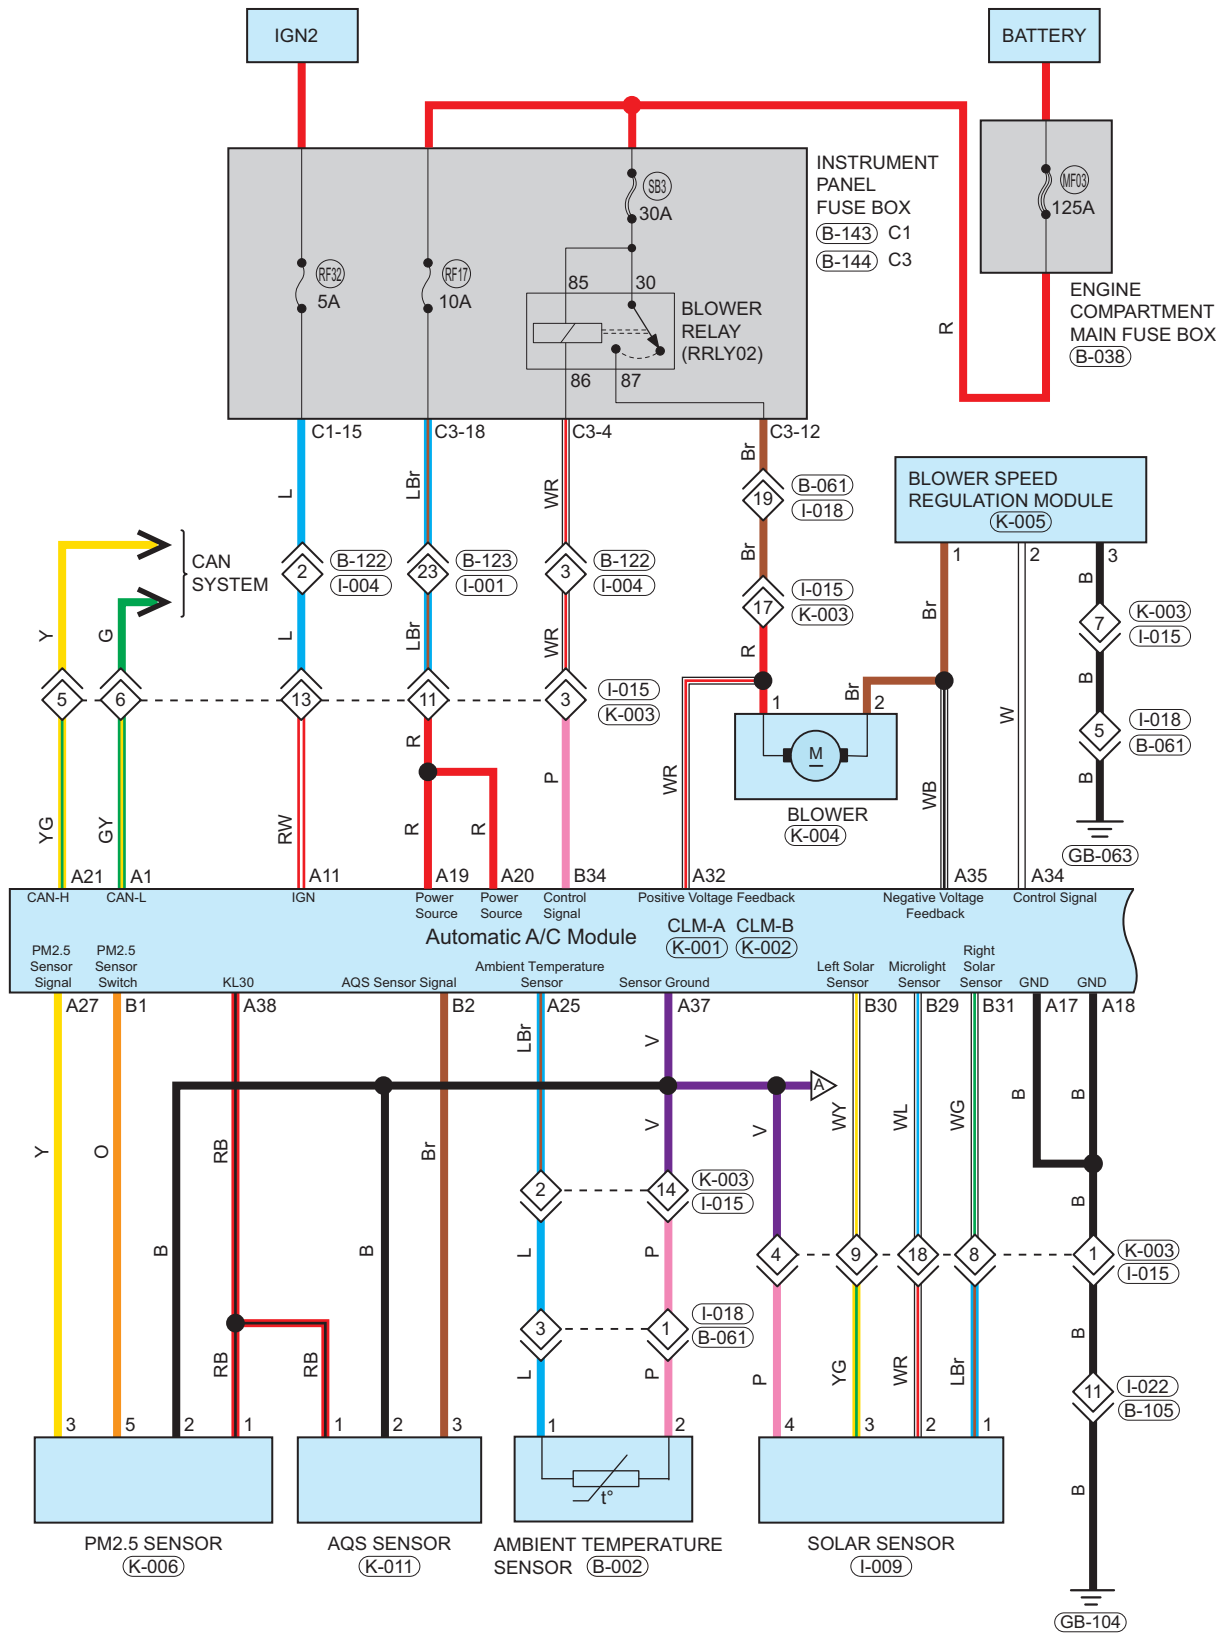 IGN2
BATTERY
INSTRUMENT
PANEL
FUSE BOX
B-143 C1
B-144 C3
SB3
30A
MF03
125A
RF32
5A
RF17
10A
85
30
BLOWER
RELAY
(RRLY02)
86
87
ENGINE
COMPARTMENT
MAIN FUSE BOX
B-038
R
C1-15
C3-18
C3-4
C3-12
L
LBr
WR
Br
19
B-061
I-018
BLOWER SPEED
REGULATION MODULE
K-005
1
2
3
CAN
SYSTEM
2
B-122
I-004
23
B-123
I-001
3
B-122
I-004
Br
17
I-015
K-003
Br
B
7
K-003
I-015
Y
G
L
LBr
WR
R
B
5
6
13
11
3
I-015
K-003
1
Br
2
W
5
I-018
B-061
R
M
B
YG
GY
RW
R
R
P
WR
WB
BLOWER
K-004
GB-063
A21
A1
A11
A19
A20
B34
A32
A35
A34
CAN-H
CAN-L
IGN
Power
Source
Power
Source
Control
Signal
Positive Voltage Feedback
Negative Voltage
Feedback
Control Signal
Automatic A/C Module
CLM-A
K-001
CLM-B
K-002
PM2.5
Sensor
Signal
PM2.5
Sensor
Switch
KL30
AQS Sensor Signal
Ambient Temperature
Sensor
Sensor Ground
Left Solar
Sensor
Microlight
Sensor
Right
Solar
Sensor
GND
GND
A27
B1
A38
B2
A25
A37
B30
B29
B31
A17
A18
LBr
V
A
Y
O
RB
Br
V
V
WY
WL
WG
B
B
2
14
K-003
I-015
B
B
B
L
P
4
9
18
8
1
K-003
I-015
3
1
I-018
B-061
B
RB
RB
L
P
P
YG
WR
LBr
11
I-022
B-105
3
5
2
1
1
2
3
1
2
4
3
2
1
t°
B
PM2.5 SENSOR
K-006
AQS SENSOR
K-011
AMBIENT TEMPERATURE
SENSOR B-002
SOLAR SENSOR
I-009
GB-104